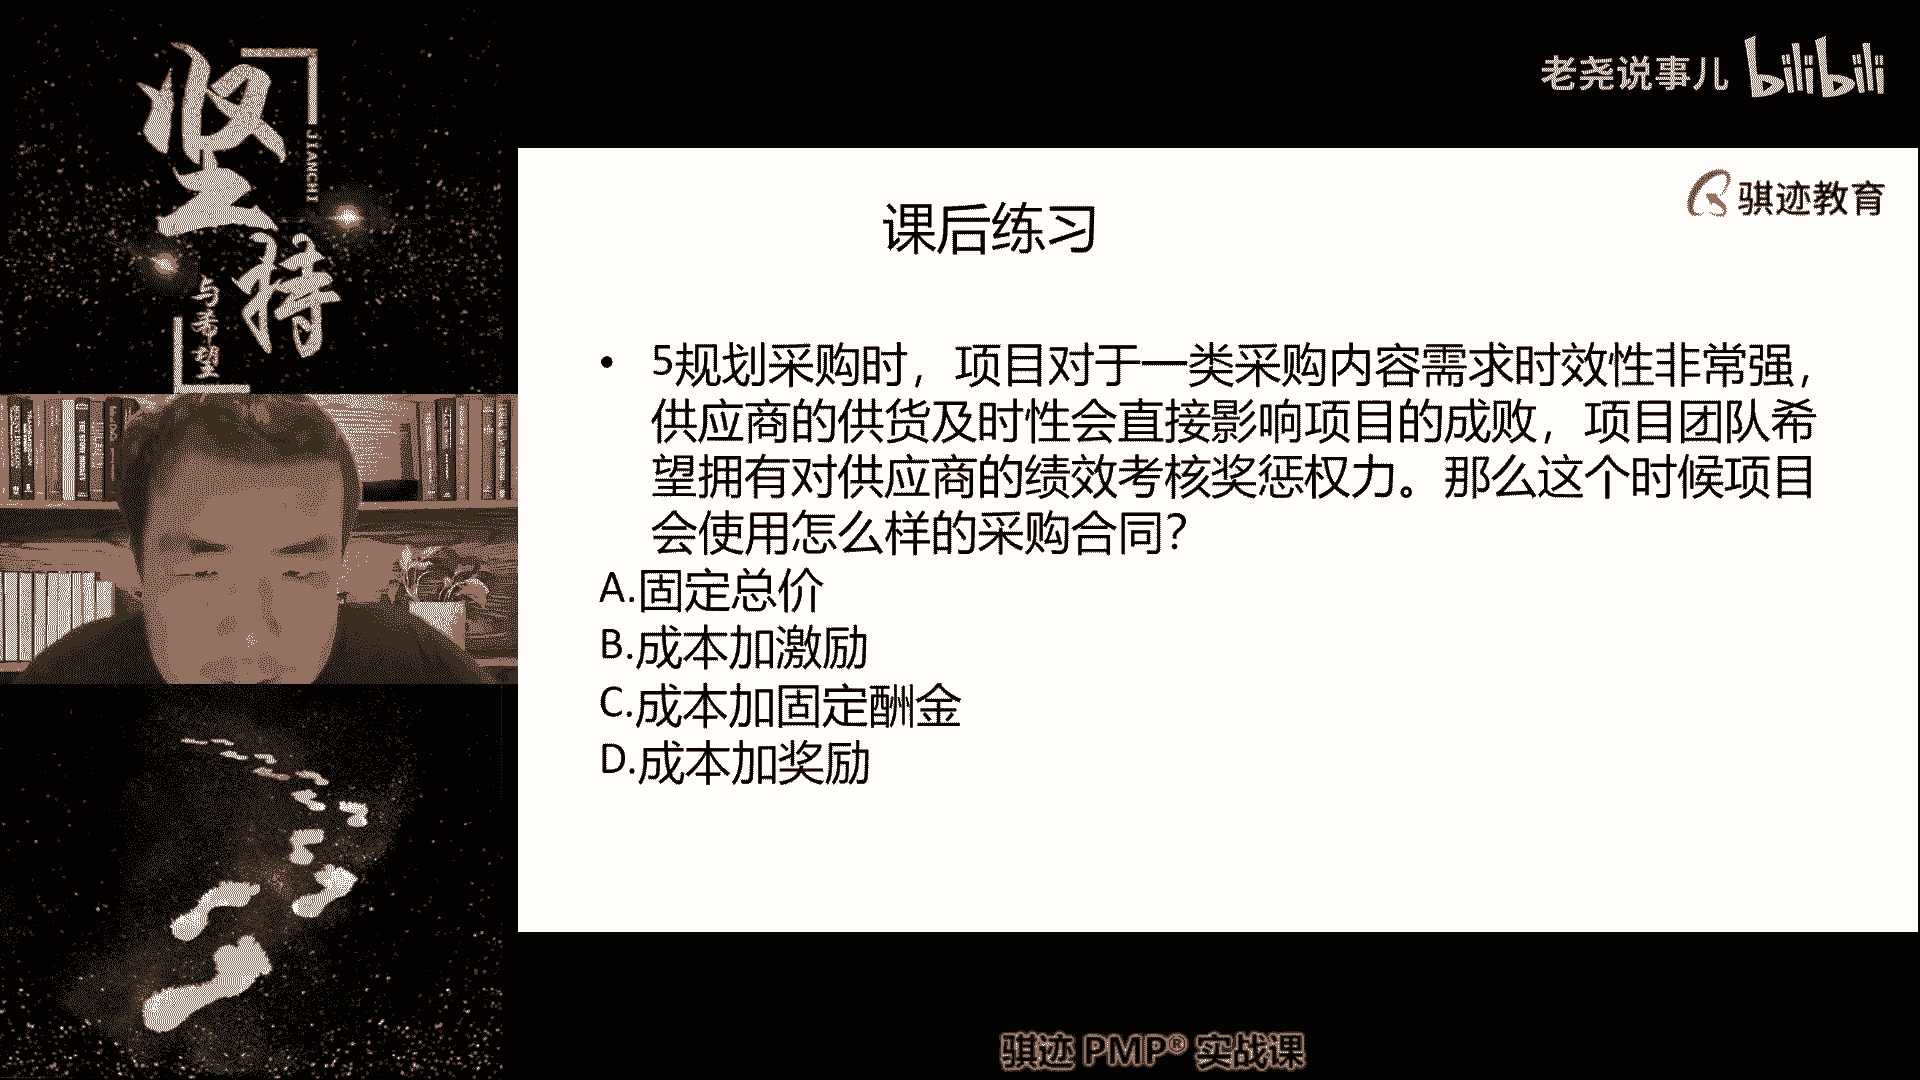 坚持
JIANCHI
与希望
老尧说事儿 bilibili
骐迹教育
课后练习
• 5规划采购时，项目对于一类采购内容需求时效性非常强，
供应商的供货及时性会直接影响项目的成败，项目团队希
望拥有对供应商的绩效考核奖惩权力。那么这个时候项目
会使用怎么样的采购合同？
A.固定总价
B.成本加激励
C.成本加固定酬金
D.成本加奖励
骐迹 PMP® 实战课